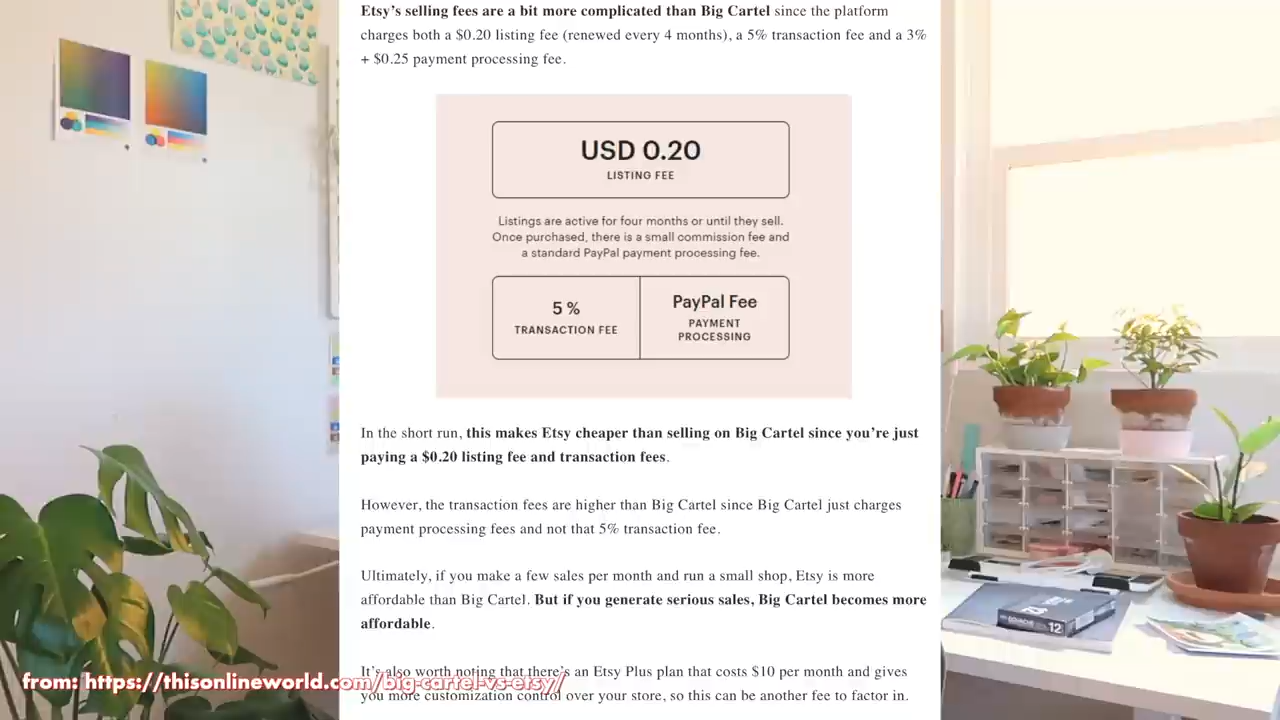 Etsy’s selling fees are a bit more complicated than Big Cartel since the platform
charges both a $0.20 listing fee (renewed every 4 months), a 5% transaction fee and a 3%
+ $0.25 payment processing fee.
USD 0.20
LISTING FEE
Listings are active for four months or until they sell.
Once purchased, there is a small commission fee and
a standard PayPal payment processing fee.
5 %
TRANSACTION FEE
PayPal Fee
PAYMENT
PROCESSING
In the short run, this makes Etsy cheaper than selling on Big Cartel since you’re just
paying a $0.20 listing fee and transaction fees.
However, the transaction fees are higher than Big Cartel since Big Cartel just charges
payment processing fees and not that 5% transaction fee.
Ultimately, if you make a few sales per month and run a small shop, Etsy is more
affordable than Big Cartel. But if you generate serious sales, Big Cartel becomes more
affordable.
It’s also worth noting that there’s an Etsy Plus plan that costs $10 per month and gives
you more customization control over your store, so this can be another fee to factor in.
from: https://thisonlineworld.com/big-cartel-vs-etsy/
12